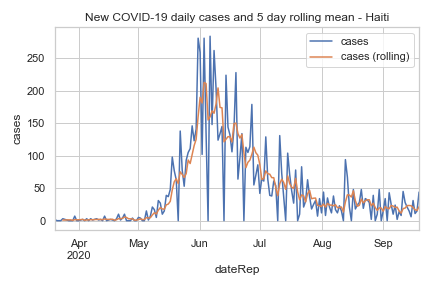 New COVID-19 daily cases and 5 day rolling mean - Haiti
cases
cases (rolling)
cases
250
200
150
100
50
0
Apr
2020
May
Jun
Jul
Aug
Sep
dateRep